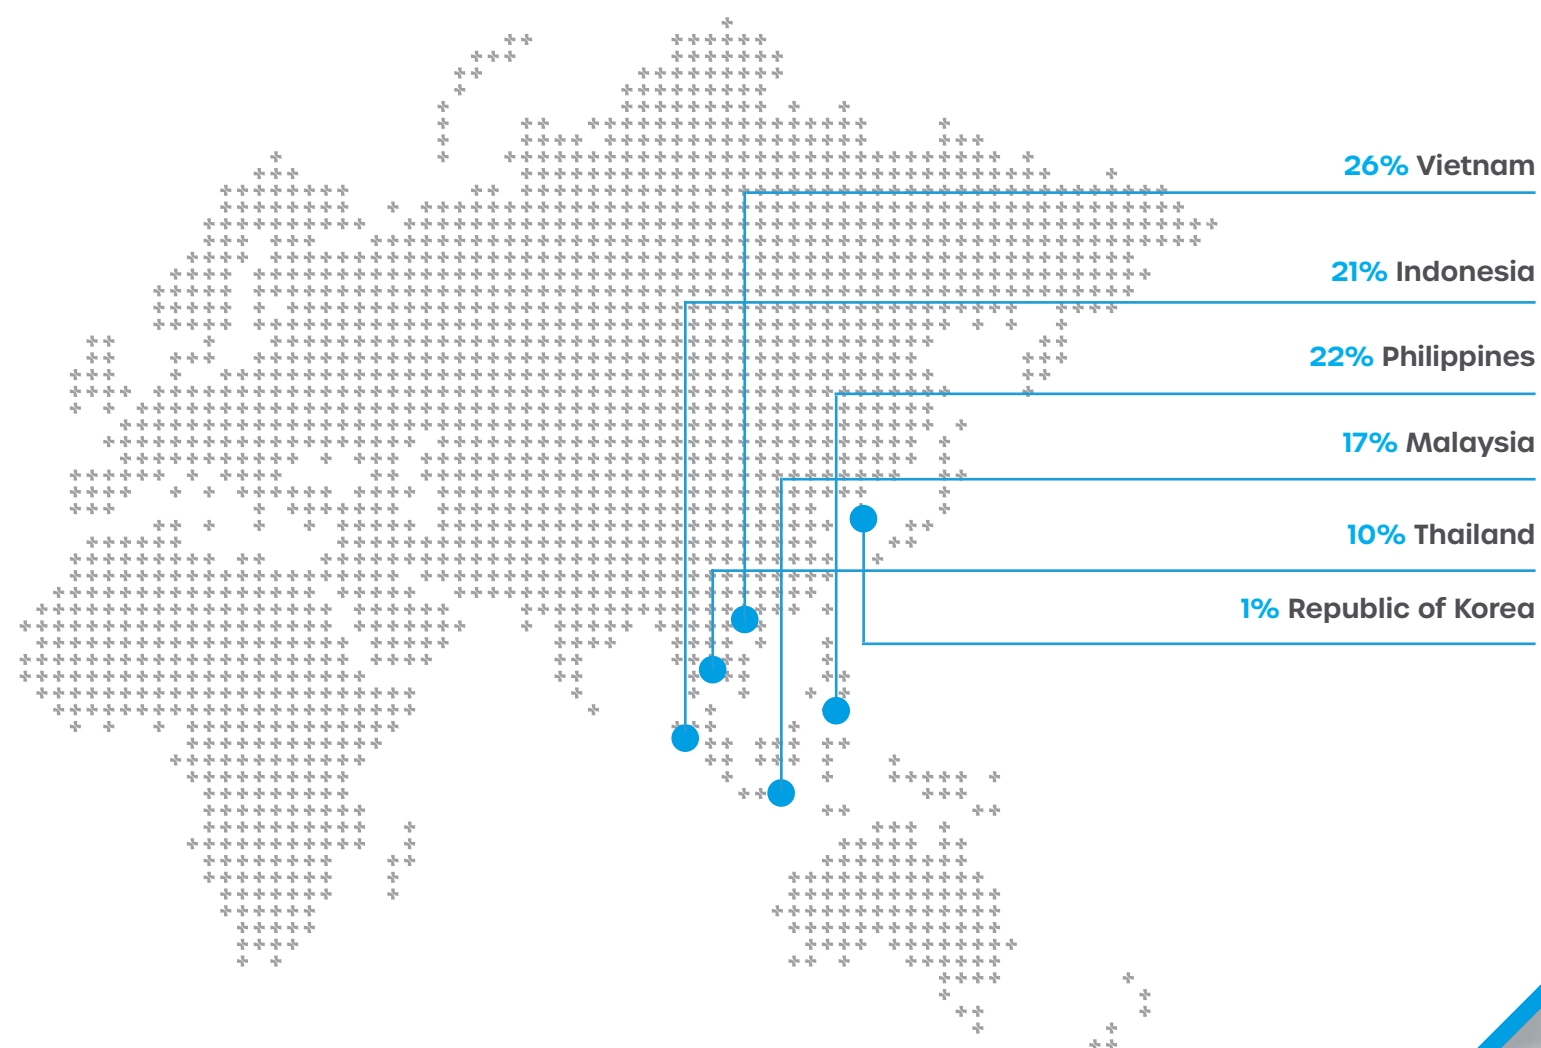 26% Vietnam
21% Indonesia
22% Philippines
17% Malaysia
10% Thailand
1% Republic of Korea